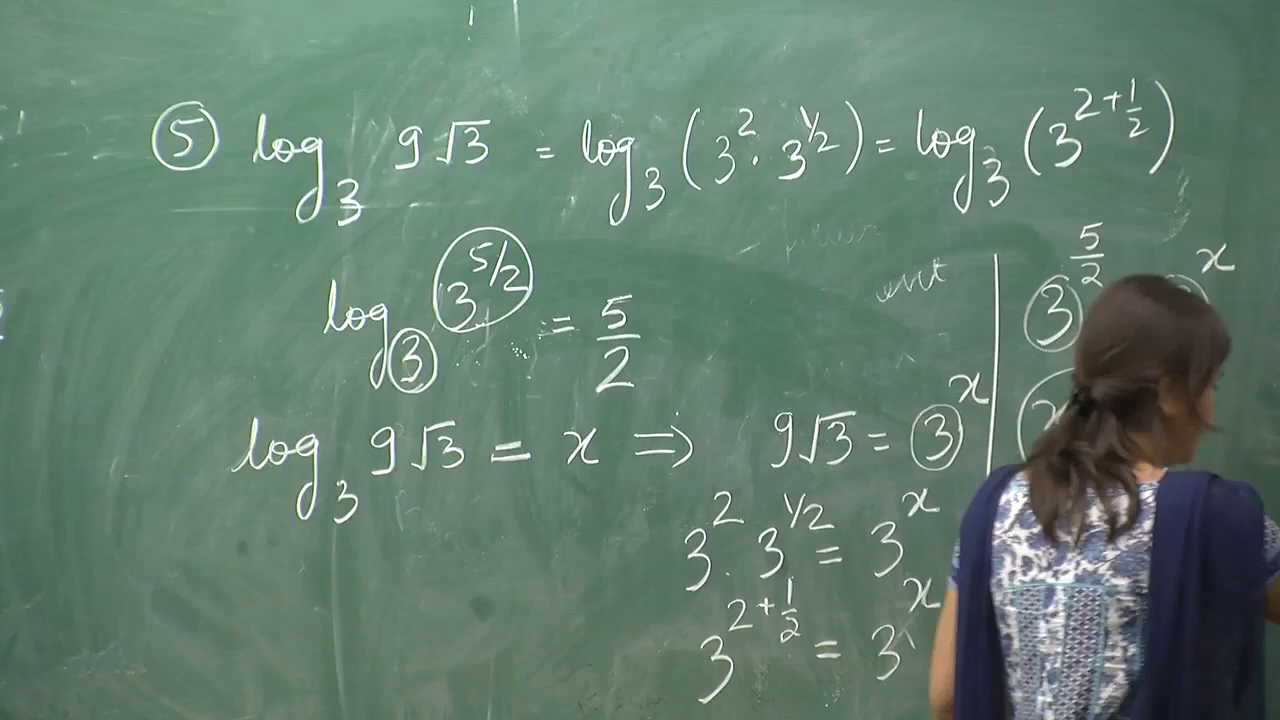 ⑤ log₃ 9√3 = log₃ (3² · 3^½) = log₃ (3^(2+½))
log₃ 3^(5/2) = 5/2
3^(5/2) x
log₃ 9√3 = x ⇒ 9√3 = 3^x
3² · 3^½ = 3^x
3^(2+½) = 3^x